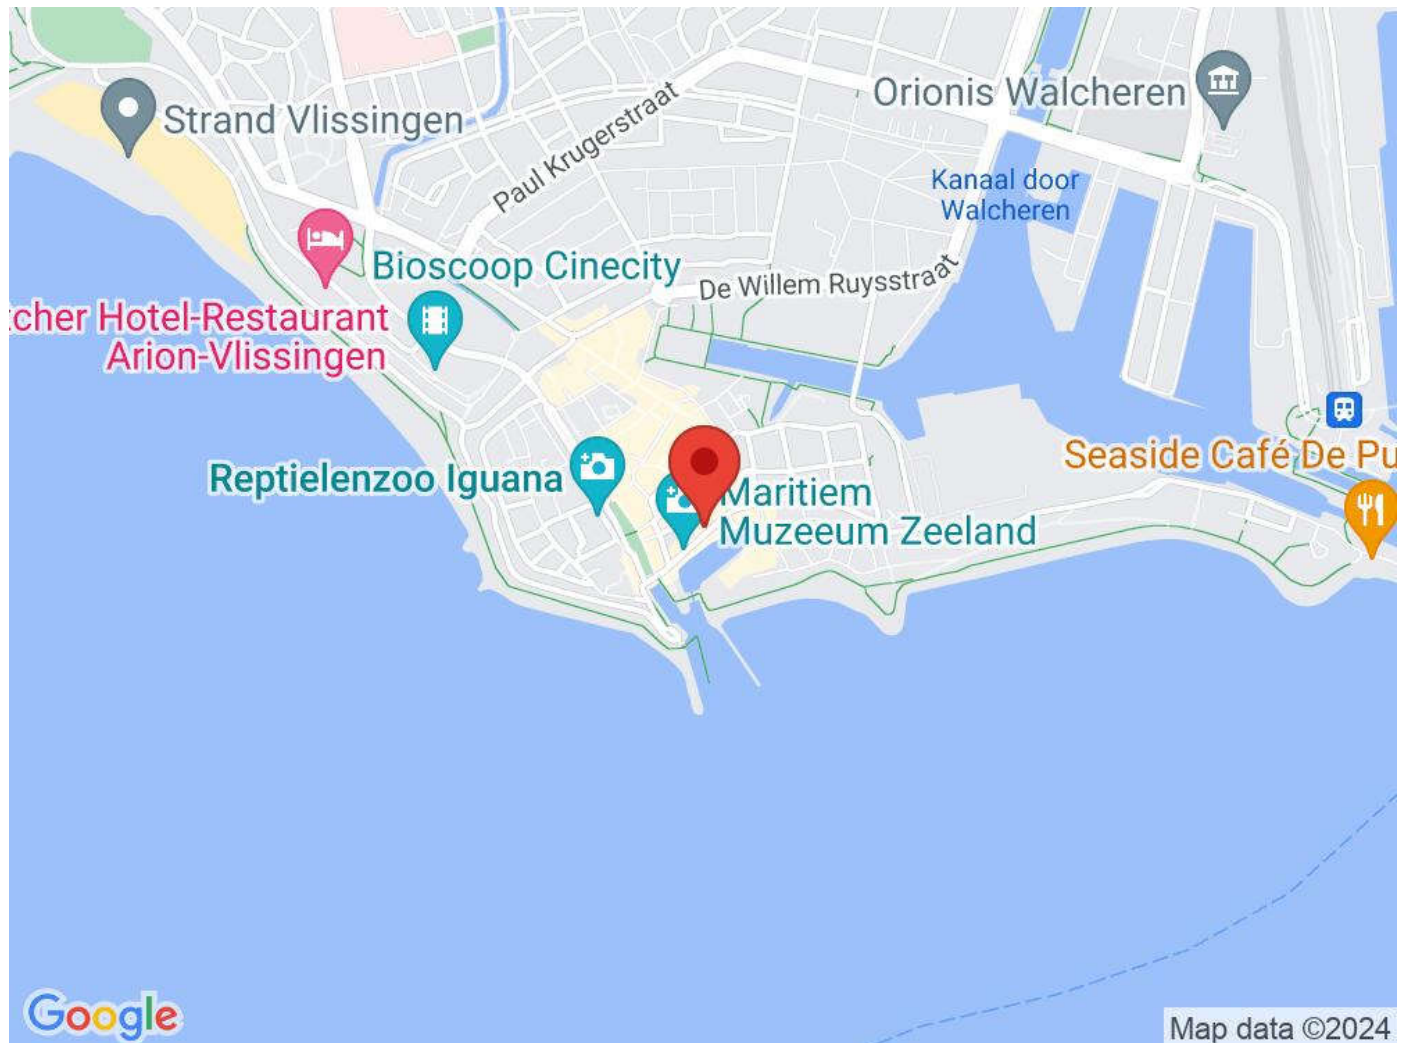 Orionis Walcheren
Strand Vlissingen
Paul Krugerstraat
Kanaal door
Walcheren
Bioscoop Cinecity
De Willem Ruysstraat
cher Hotel-Restaurant
Arion-Vlissingen
Seaside Café De Pu
Reptielenzoo Iguana
Maritiem
Muzeeum Zeeland
Google
Map data ©2024